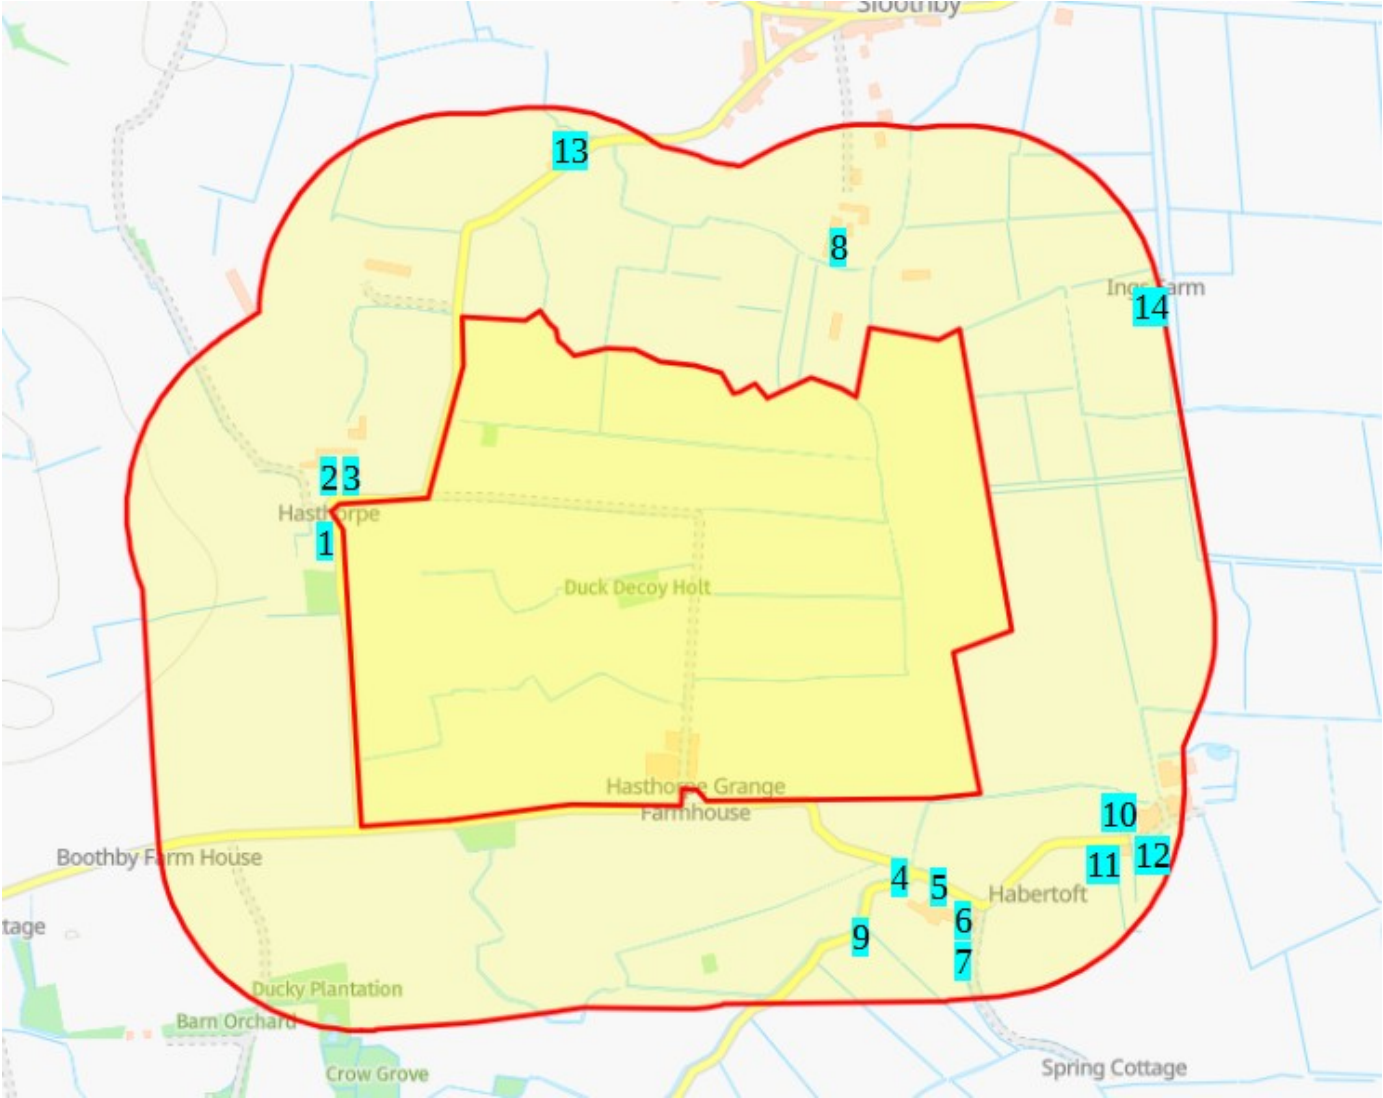 Sloothby
13
8
Ings Farm
14
2 3
Hasthorpe
1
Duck Decoy Holt
Hasthorpe Grange
Farmhouse
10
Boothby Farm House
11
12
4
5
Habertoft
6
9
7
tage
Ducky Plantation
Barn Orchard
Crow Grove
Spring Cottage